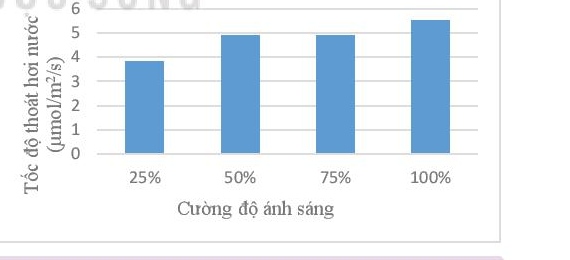 Tốc độ thoát hơi nước
(µmol/m²/s)
6
5
4
3
2
1
0
25% 50% 75% 100%
Cường độ ánh sáng